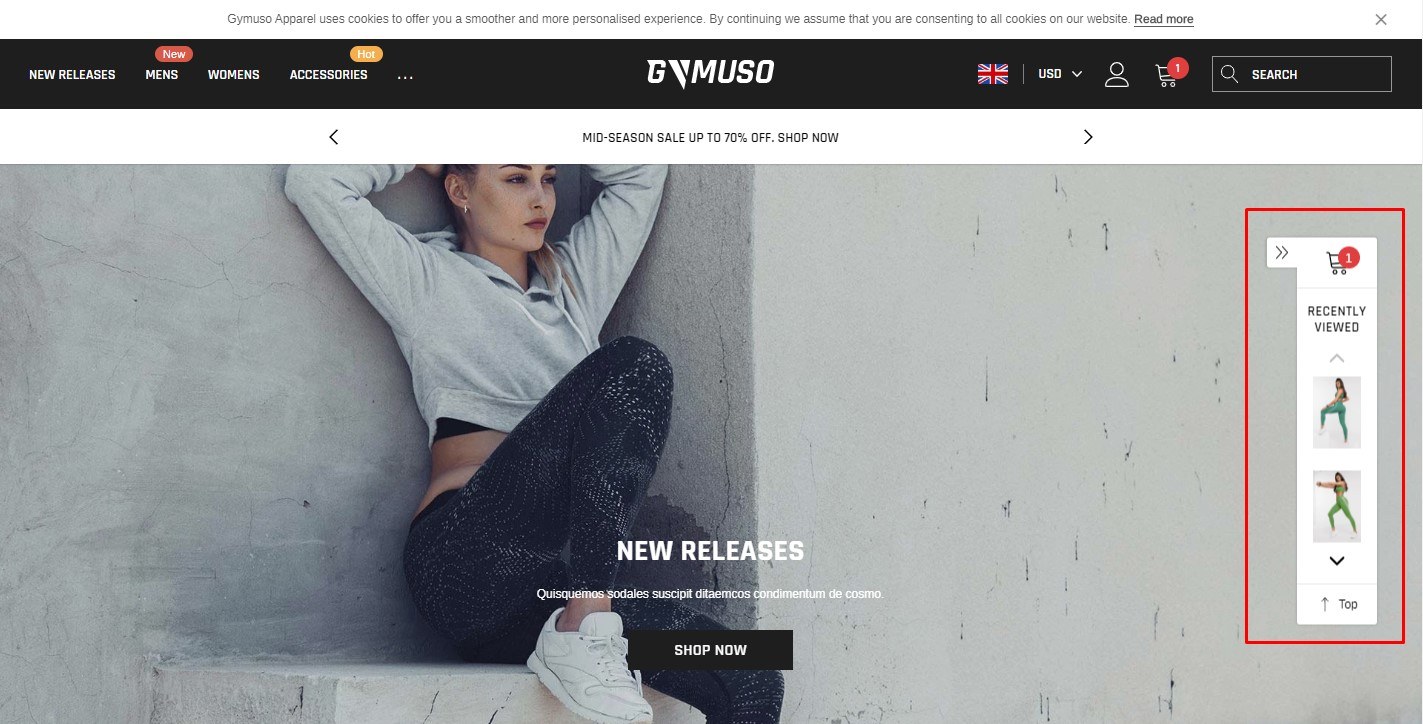 Gymuso Apparel uses cookies to offer you a smoother and more personalised experience. By continuing we assume that you are consenting to all cookies on our website. Read more
New
Hot
NEW RELEASES MENS WOMENS ACCESSORIES ...
GYMUSO
USD
1
SEARCH
MID-SEASON SALE UP TO 70% OFF. SHOP NOW
1
RECENTLY
VIEWED
Top
NEW RELEASES
Quisquemos sodales suscipit ditaemcos condimentum de cosmo.
SHOP NOW